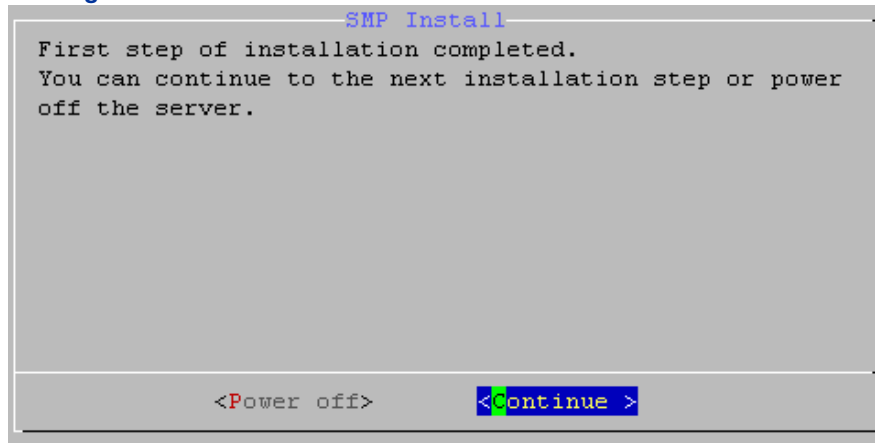 SMP Install
First step of installation completed.
You can continue to the next installation step or power
off the server.
<Power off> <Continue >